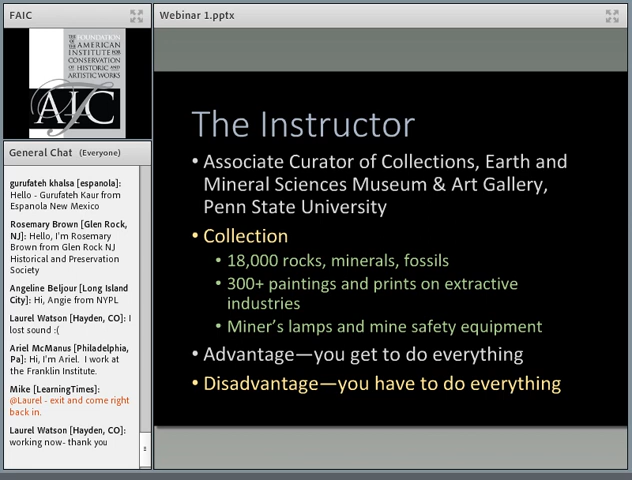 FAIC
THE FOUNDATION
OF THE AMERICAN
INSTITUTE FOR
CONSERVATION
OF HISTORIC AND
ARTISTIC WORKS
AIC
General Chat (Everyone)
gurufateh khalsa [espanola]:
Hello - Gurufateh Kaur from
Espanola New Mexico
Rosemary Brown [Glen Rock,
NJ]: Hello, I'm Rosemary
Brown from Glen Rock NJ
Historical and Preservation
Society
Angeline Beljour [Long Island
City]: Hi, Angie from NYPL
Laurel Watson [Hayden, CO]: I
lost sound :(
Ariel McManus [Philadelphia,
Pa]: Hi, I'm Ariel. I work at
the Franklin Institute.
Mike [LearningTimes]:
@Laurel - exit and come right
back in.
Laurel Watson [Hayden, CO]:
working now- thank you
Webinar 1.pptx
The Instructor
• Associate Curator of Collections, Earth and
Mineral Sciences Museum & Art Gallery,
Penn State University
• Collection
• 18,000 rocks, minerals, fossils
• 300+ paintings and prints on extractive
industries
• Miner's lamps and mine safety equipment
• Advantage—you get to do everything
• Disadvantage—you have to do everything